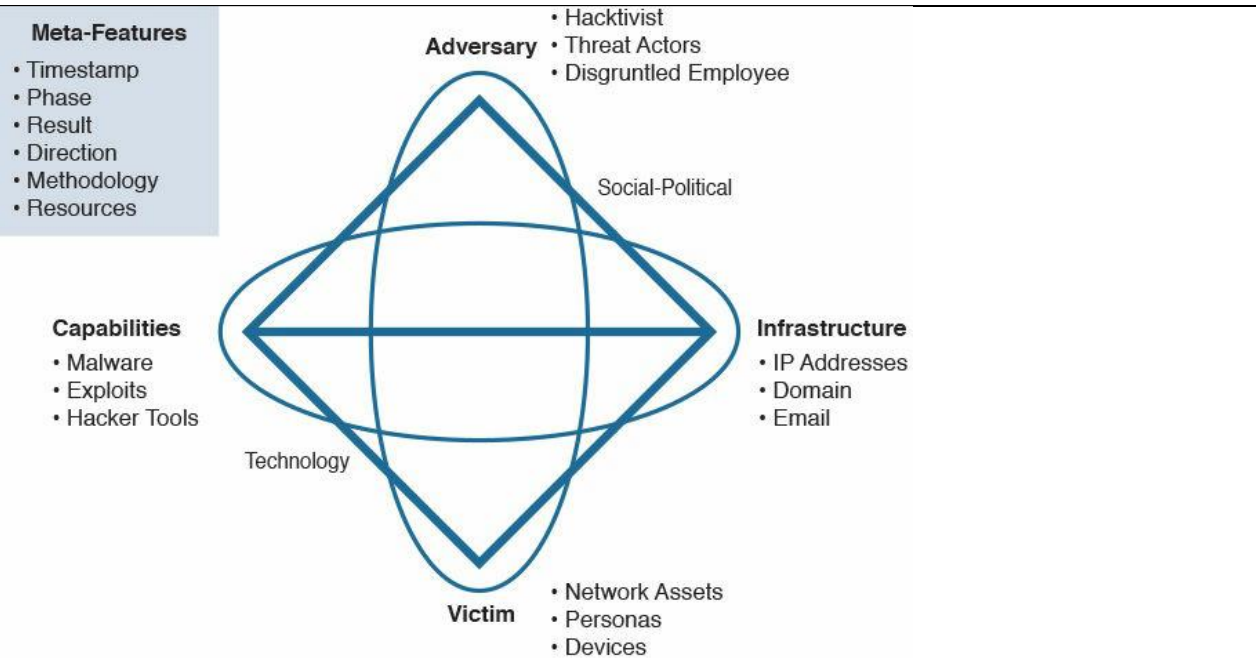 Meta-Features
• Timestamp
• Phase
• Result
• Direction
• Methodology
• Resources
Adversary
• Hacktivist
• Threat Actors
• Disgruntled Employee
Social-Political
Capabilities
• Malware
• Exploits
• Hacker Tools
Infrastructure
• IP Addresses
• Domain
• Email
Technology
Victim
• Network Assets
• Personas
• Devices